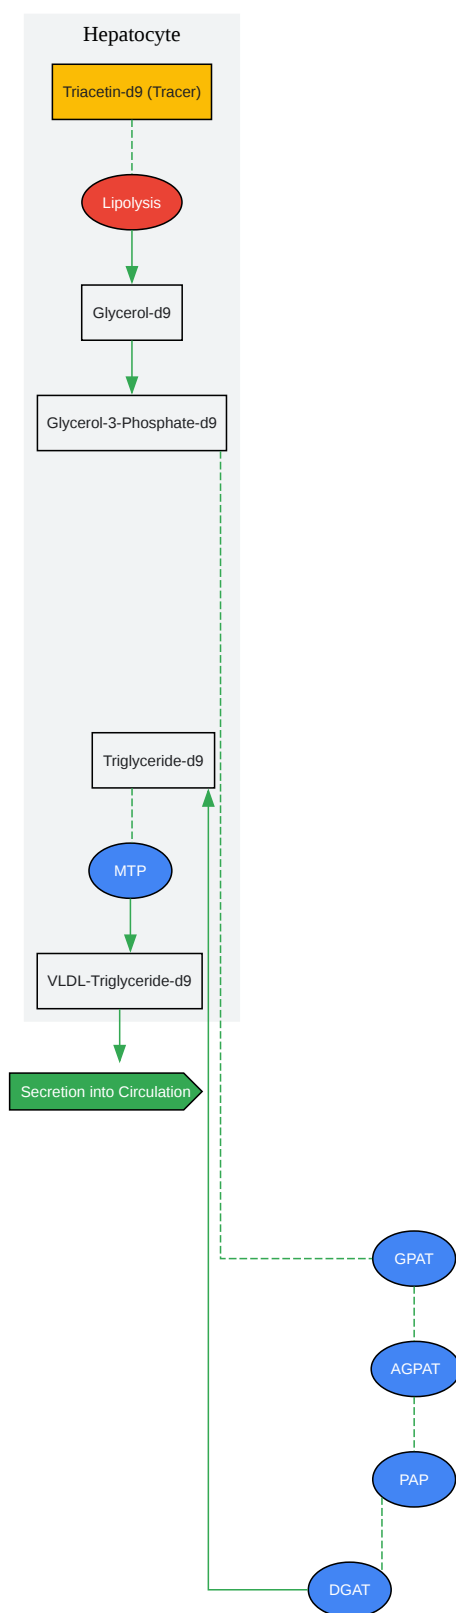 Hepatocyte
Triacetin-d9 (Tracer)
Lipolysis
Glycerol-d9
Glycerol-3-Phosphate-d9
Triglyceride-d9
MTP
VLDL-Triglyceride-d9
Secretion into Circulation
GPAT
AGPAT
PAP
DGAT